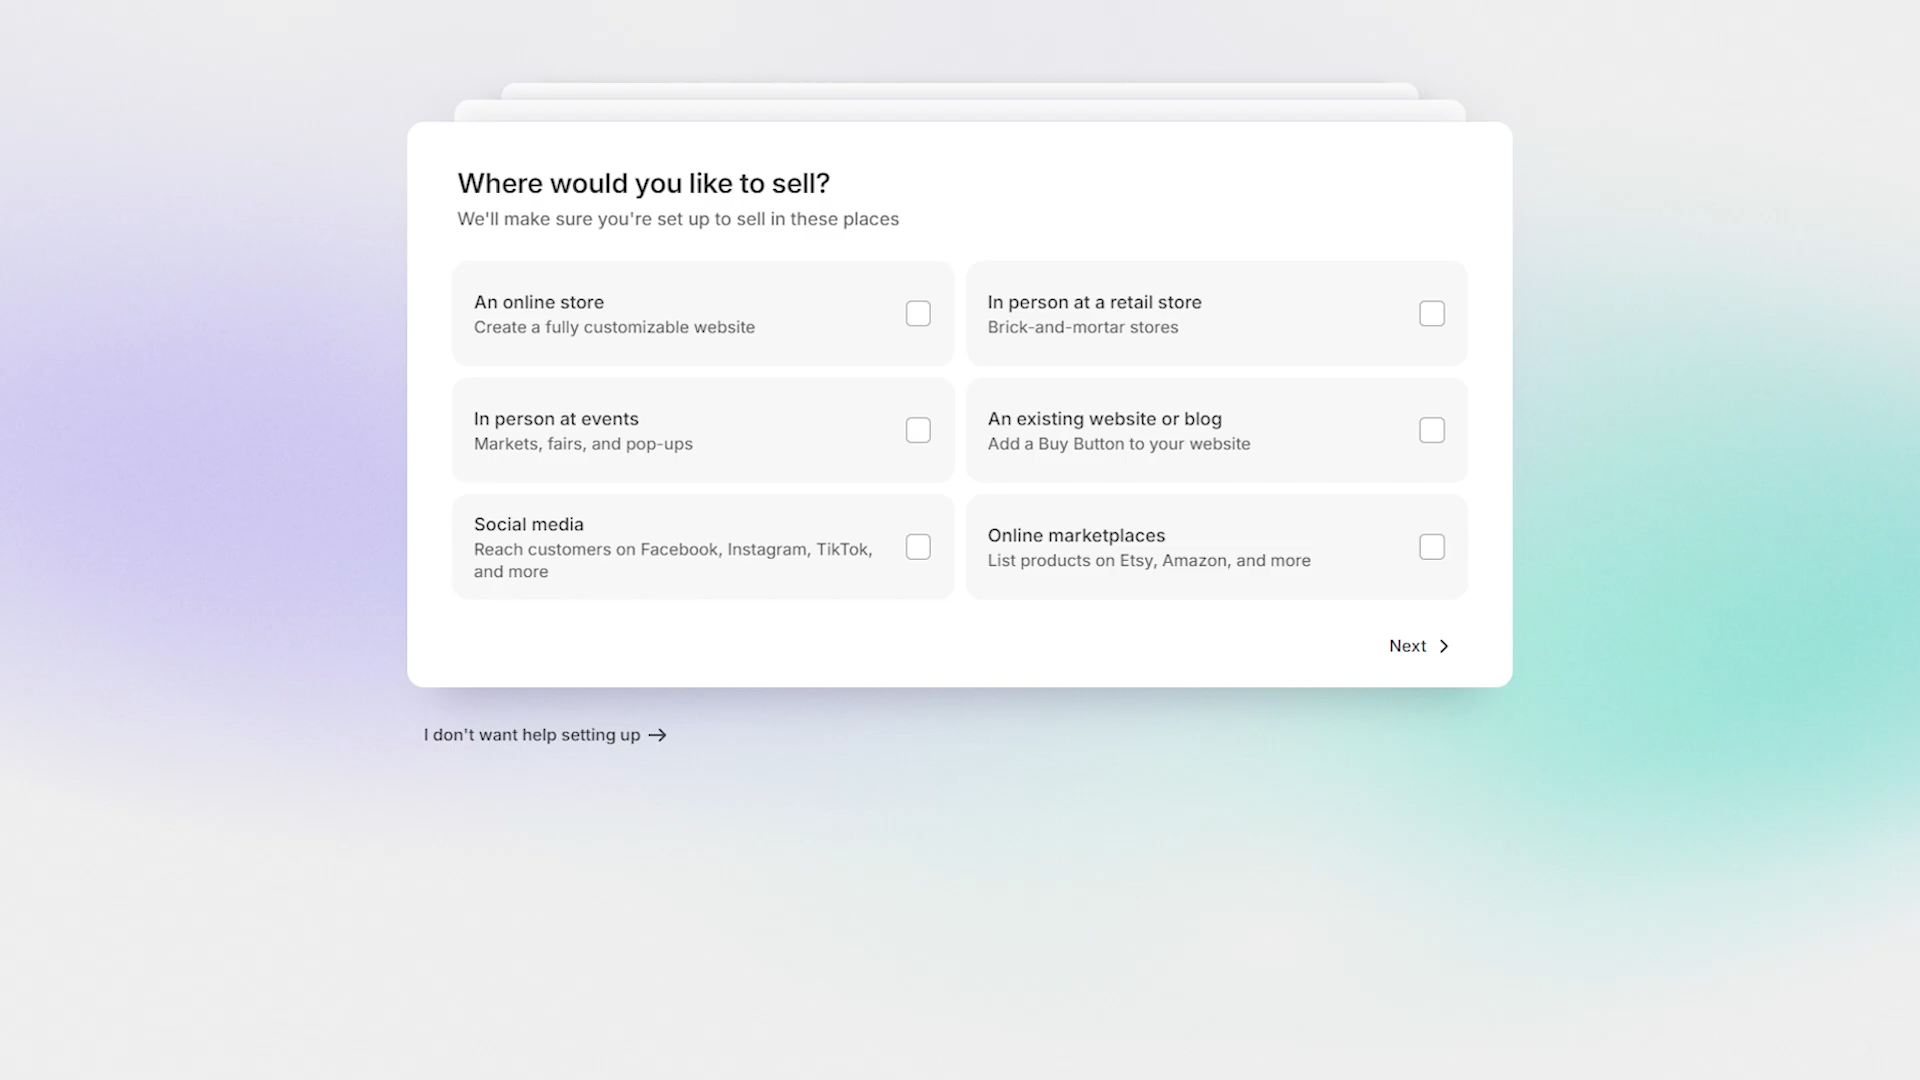 Where would you like to sell?
We'll make sure you're set up to sell in these places
An online store
Create a fully customizable website
In person at a retail store
Brick-and-mortar stores
In person at events
Markets, fairs, and pop-ups
An existing website or blog
Add a Buy Button to your website
Social media
Reach customers on Facebook, Instagram, TikTok,
and more
Online marketplaces
List products on Etsy, Amazon, and more
Next
I don't want help setting up